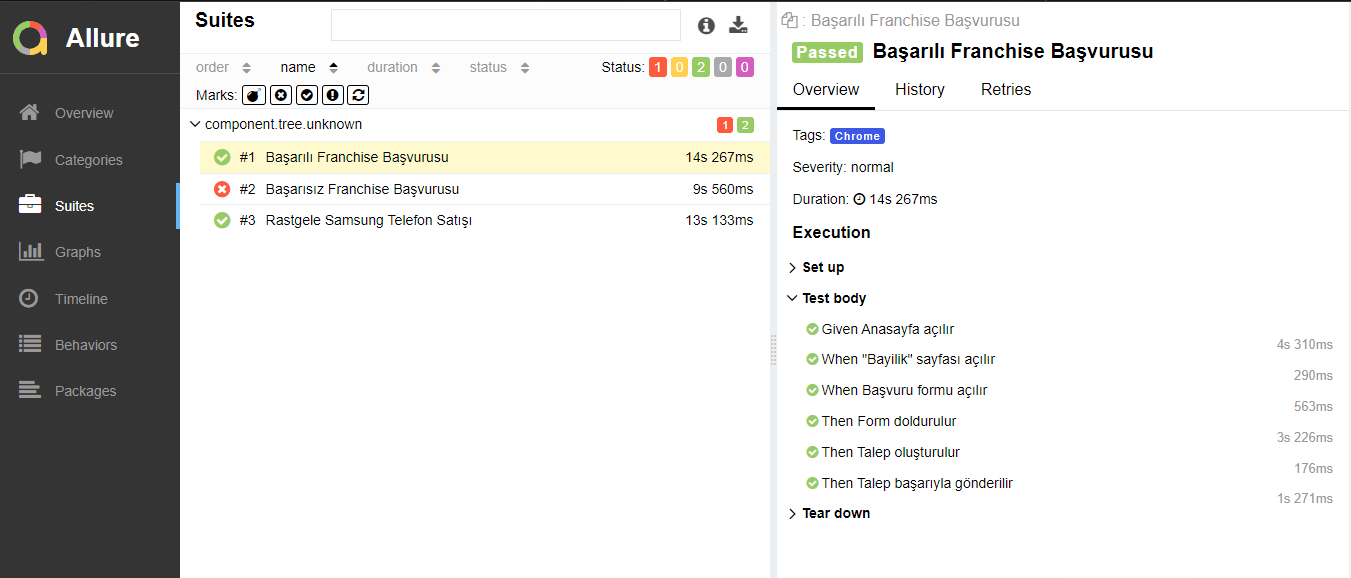 Allure
Overview
Categories
Suites
Graphs
Timeline
Behaviors
Packages
Suites
order name duration status Status: 1 0 2 0 0
Marks:
component.tree.unknown 1 2
#1 Başarılı Franchise Başvurusu 14s 267ms
#2 Başarısız Franchise Başvurusu 9s 560ms
#3 Rastgele Samsung Telefon Satışı 13s 133ms
: Başarılı Franchise Başvurusu
Passed Başarılı Franchise Başvurusu
Overview History Retries
Tags: Chrome
Severity: normal
Duration: 14s 267ms
Execution
Set up
Test body
Given Anasayfa açılır
4s 310ms
When "Bayilik" sayfası açılır
290ms
When Başvuru formu açılır
563ms
Then Form doldurulur
3s 226ms
Then Talep oluşturulur
176ms
Then Talep başarıyla gönderilir
1s 271ms
Tear down